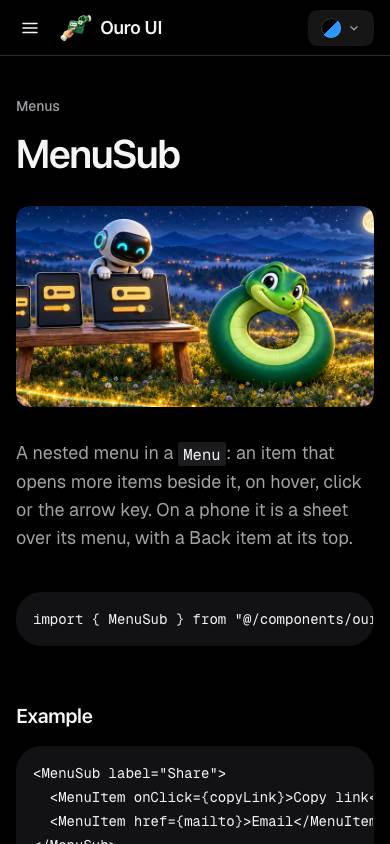 Ouro UI
Menus
MenuSub
A nested menu in a Menu: an item that
opens more items beside it, on hover, click
or the arrow key. On a phone it is a sheet
over its menu, with a Back item at its top.
import { MenuSub } from "@/components/our
Example
<MenuSub label="Share">
<MenuItem onClick={copyLink}>Copy link<
<MenuItem href={mailto}>Email</MenuItem
</MenuSub>